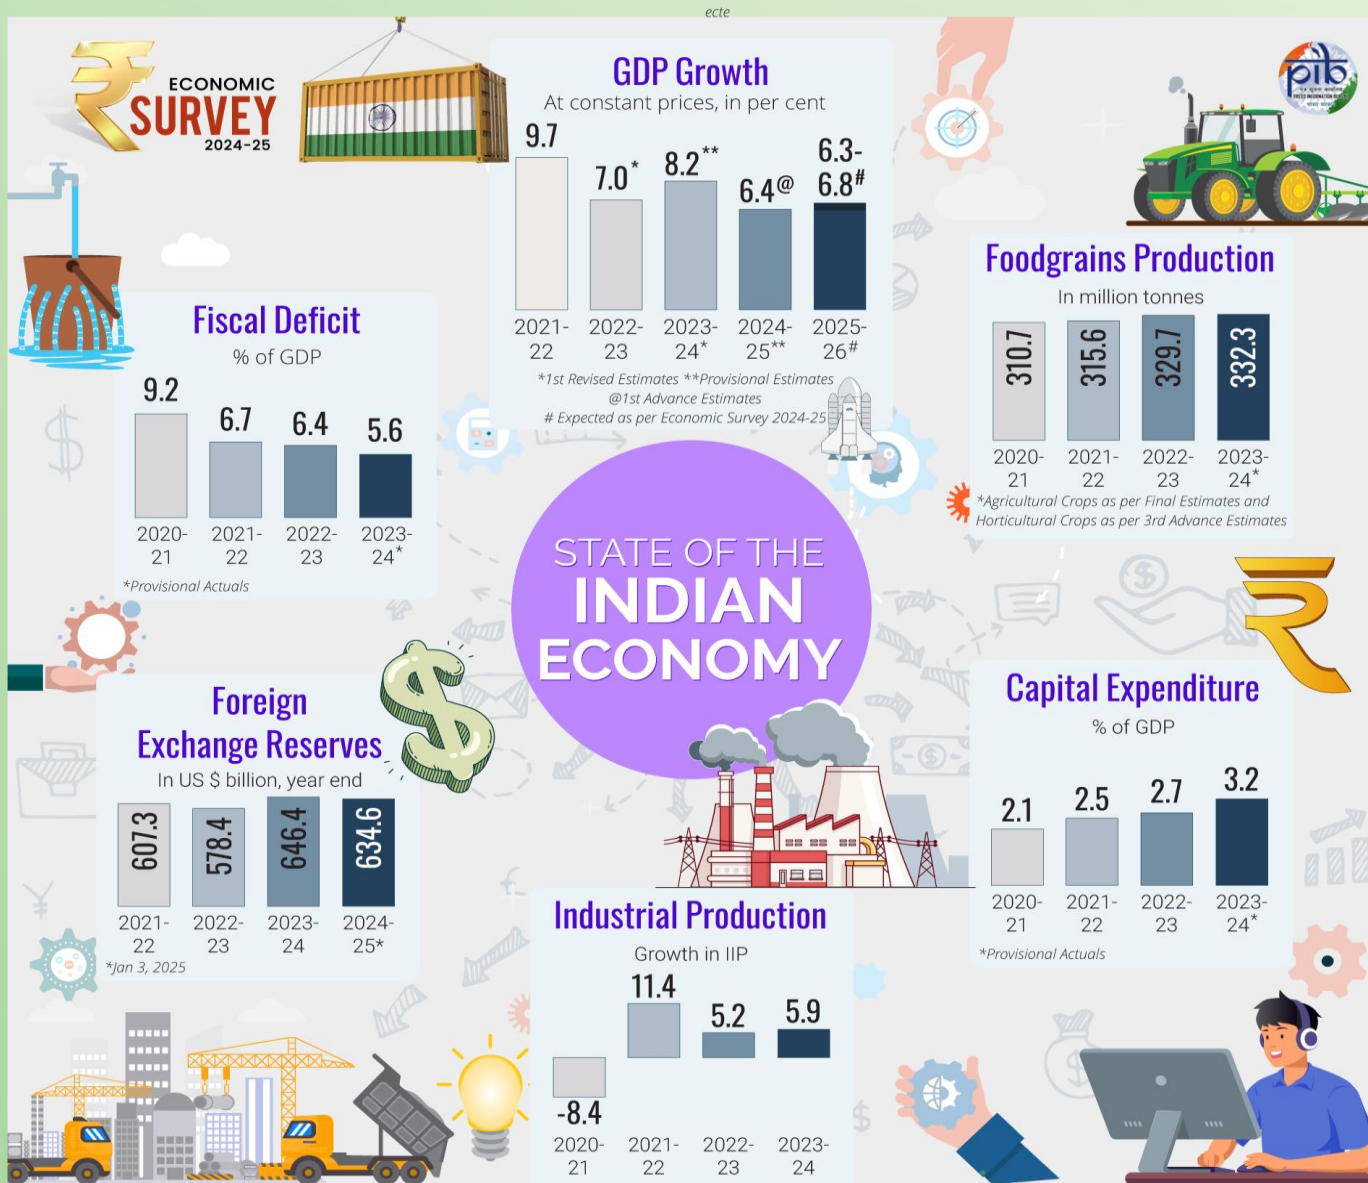 ecte
ECONOMIC
SURVEY
2024-25
GDP Growth
At constant prices, in per cent
9.7
7.0*
8.2**
6.4@
6.3-
6.8#
2021-
22
2022-
23
2023-
24*
2024-
25**
2025-
26#
*1st Revised Estimates **Provisional Estimates
@1st Advance Estimates
# Expected as per Economic Survey 2024-25
pib
PRESS INFORMATION BUREAU
Foodgrains Production
In million tonnes
310.7
315.6
329.7
332.3
2020-
21
2021-
22
2022-
23
2023-
24*
*Agricultural Crops as per Final Estimates and
Horticultural Crops as per 3rd Advance Estimates
Fiscal Deficit
% of GDP
9.2
6.7
6.4
5.6
2020-
21
2021-
22
2022-
23
2023-
24*
*Provisional Actuals
STATE OF THE
INDIAN
ECONOMY
Foreign
Exchange Reserves
In US $ billion, year end
607.3
578.4
646.4
634.6
2021-
22
2022-
23
2023-
24
2024-
25*
*Jan 3, 2025
Capital Expenditure
% of GDP
2.1
2.5
2.7
3.2
2020-
21
2021-
22
2022-
23
2023-
24*
*Provisional Actuals
Industrial Production
Growth in IIP
-8.4
11.4
5.2
5.9
2020-
21
2021-
22
2022-
23
2023-
24